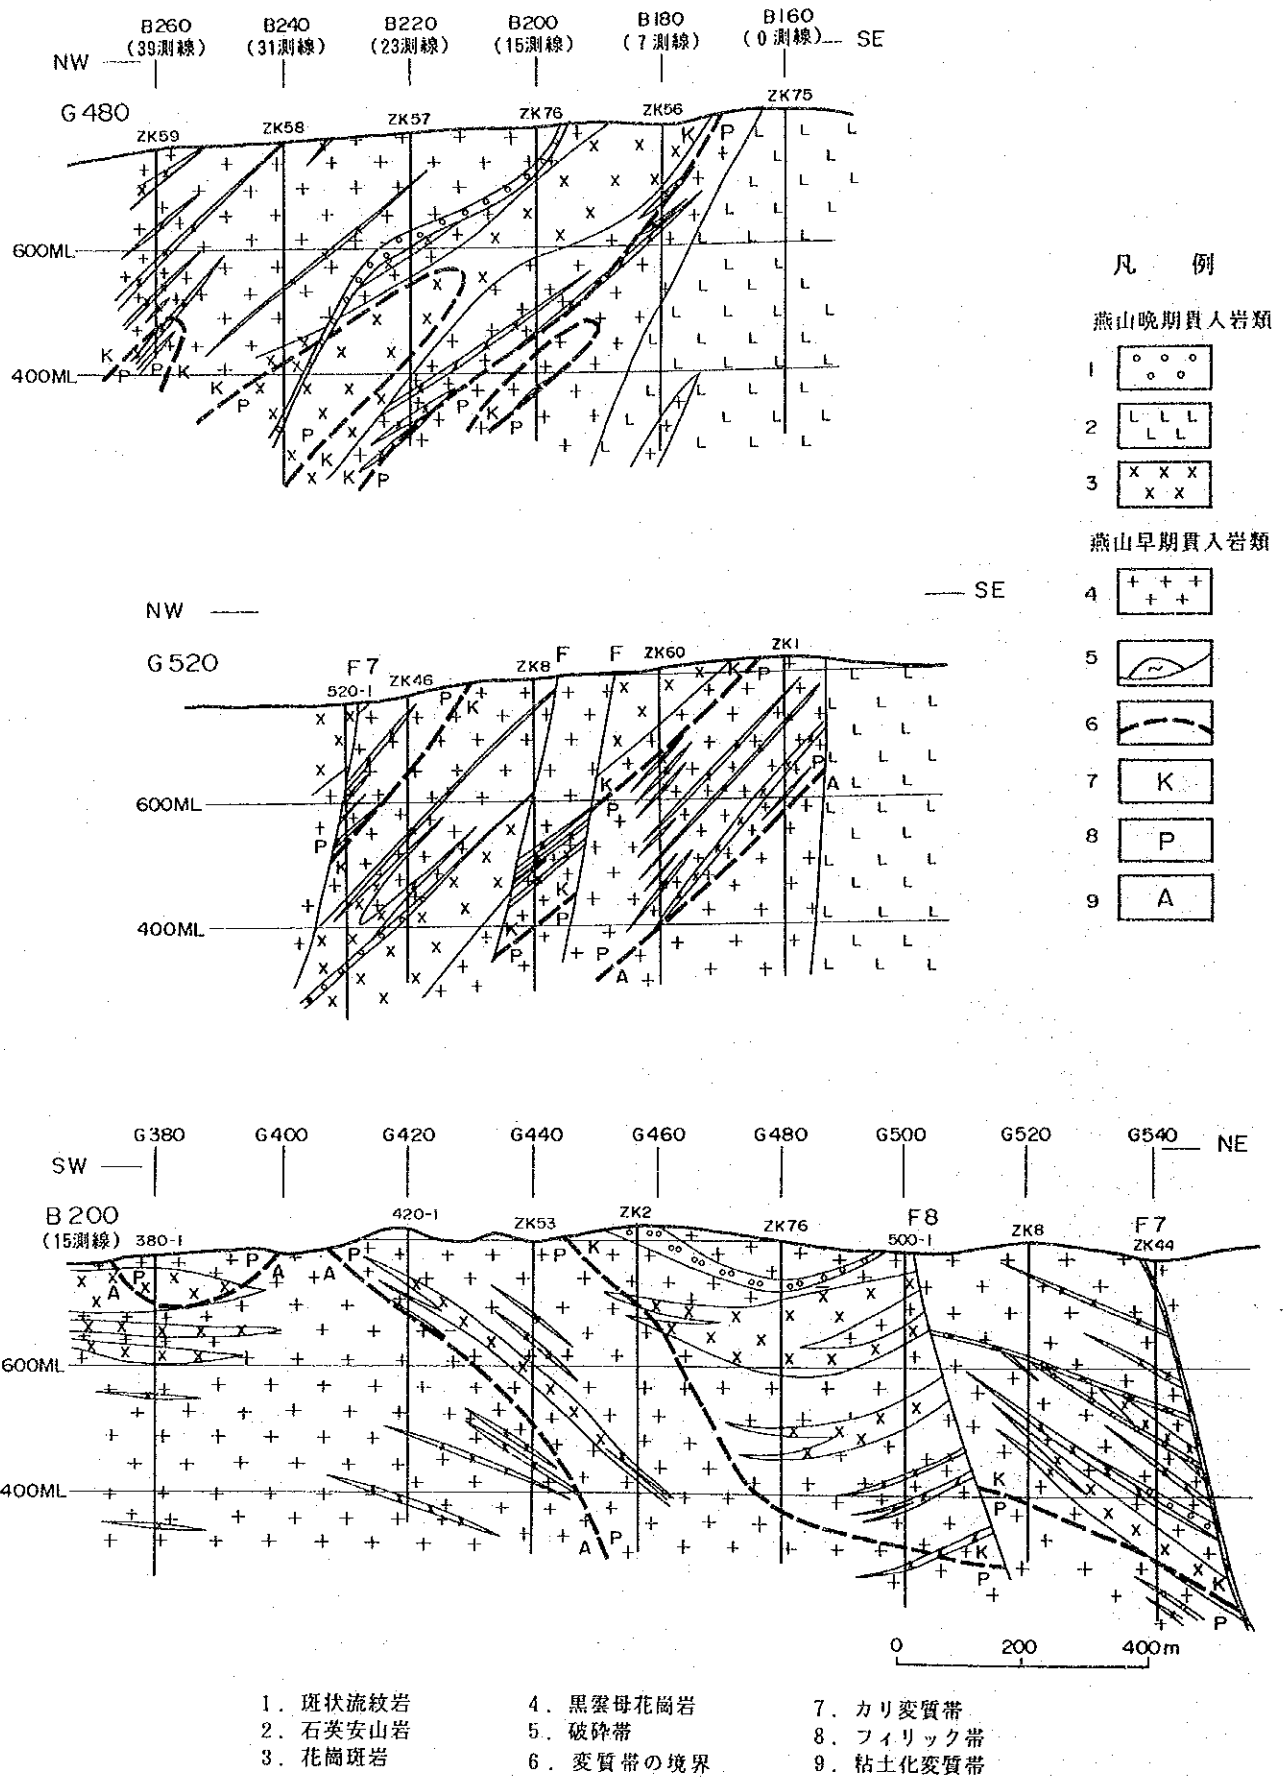 B260 B240 B220 B200 B180 B160
(39測線) (31測線) (23測線) (15測線) (7測線) (0測線)
NW SE
G480
ZK59 ZK58 ZK57 ZK76 ZK56 ZK75
600ML
400ML
K P P K K P P K K K P P K P K P
凡 例
燕山晩期貫入岩類
1
2
3
燕山早期貫入岩類
4
5
6
7 K
8 P
9 A
NW SE
G520
F7 F F
520-1 ZK46 ZK8 ZK60 ZK1
600ML
400ML
P K P K K P K P K P K P P A P A
G380 G400 G420 G440 G460 G480 G500 G520 G540
SW NE
B200
(15測線)
380-1 420-1 ZK53 ZK2 ZK76 F8 500-1 ZK8 F7 ZK44
600ML
400ML
A P P A A P P K A P K P K P K P
0 200 400m
1. 斑状流紋岩
2. 石英安山岩
3. 花崗斑岩
4. 黒雲母花崗岩
5. 破砕帯
6. 変質帯の境界
7. カリ変質帯
8. フィリック帯
9. 粘土化変質帯